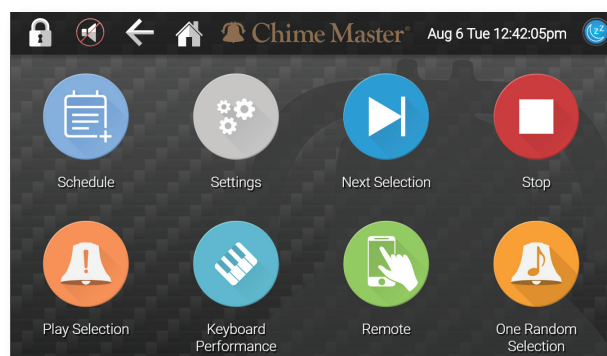 Chime Master® Aug 6 Tue 12:42:05pm zZZ
Schedule Settings Next Selection Stop
Play Selection Keyboard Performance Remote One Random Selection